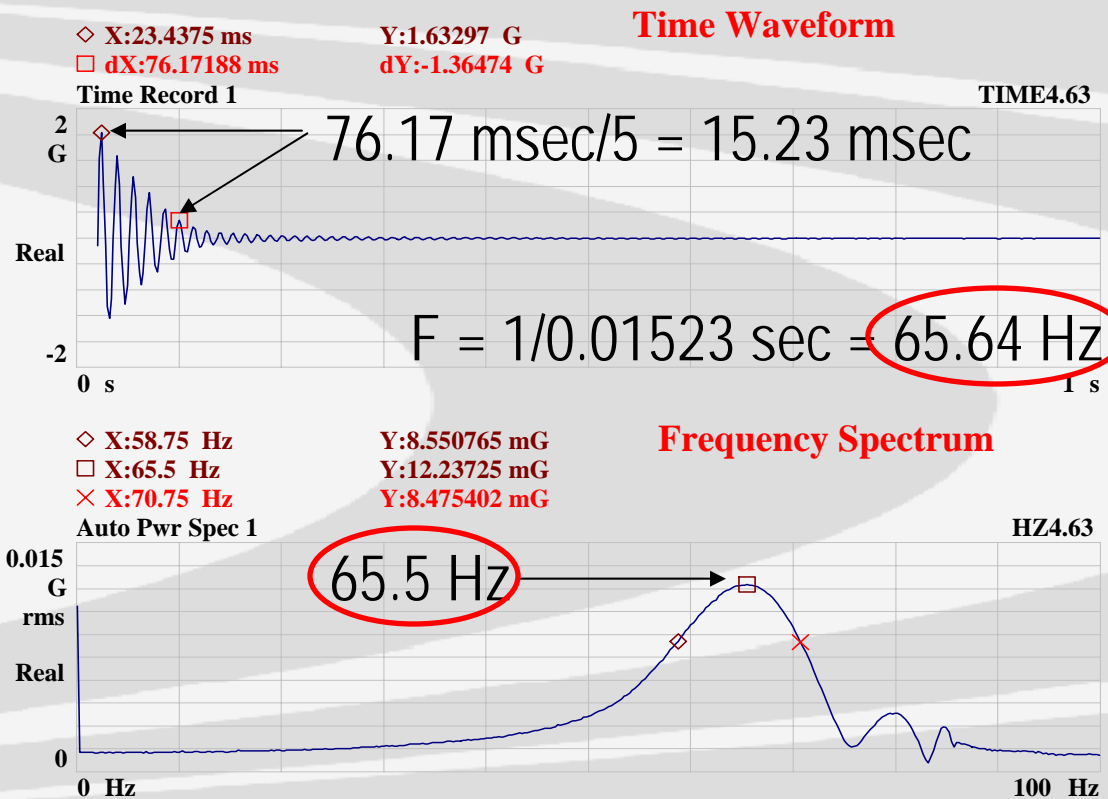 Time Waveform
◇ X:23.4375 ms Y:1.63297 G
□ dX:76.17188 ms dY:-1.36474 G
Time Record 1 TIME4.63
2
G
76.17 msec/5 = 15.23 msec
Real
F = 1/0.01523 sec = 65.64 Hz
-2
0 s 1 s
Frequency Spectrum
◇ X:58.75 Hz Y:8.550765 mG
□ X:65.5 Hz Y:12.23725 mG
× X:70.75 Hz Y:8.475402 mG
Auto Pwr Spec 1 HZ4.63
0.015
G
65.5 Hz
rms
Real
0
0 Hz 100 Hz